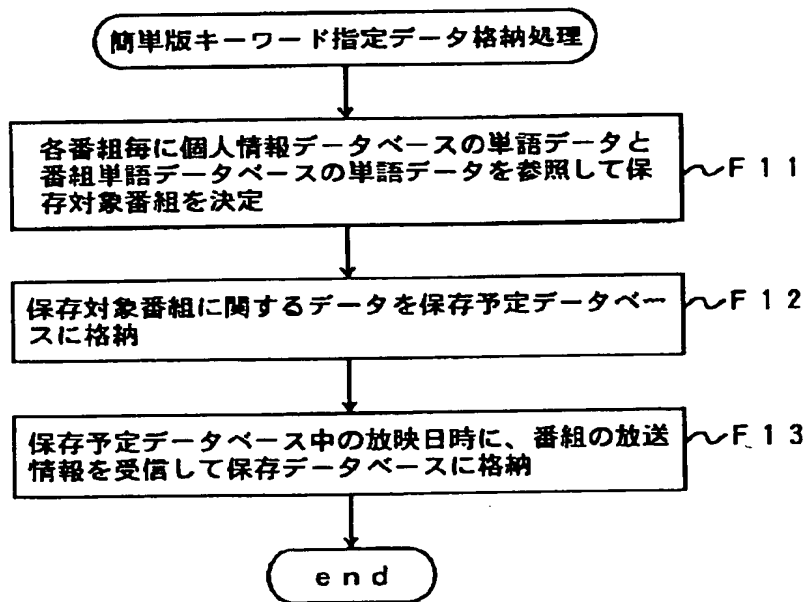 簡単版キーワード指定データ格納処理
各番組毎に個人情報データベースの単語データと
番組単語データベースの単語データを参照して保
存対象番組を決定
F11
保存対象番組に関するデータを保存予定データベー
スに格納
F12
保存予定データベース中の放映日時に、番組の放送
情報を受信して保存データベースに格納
F13
end